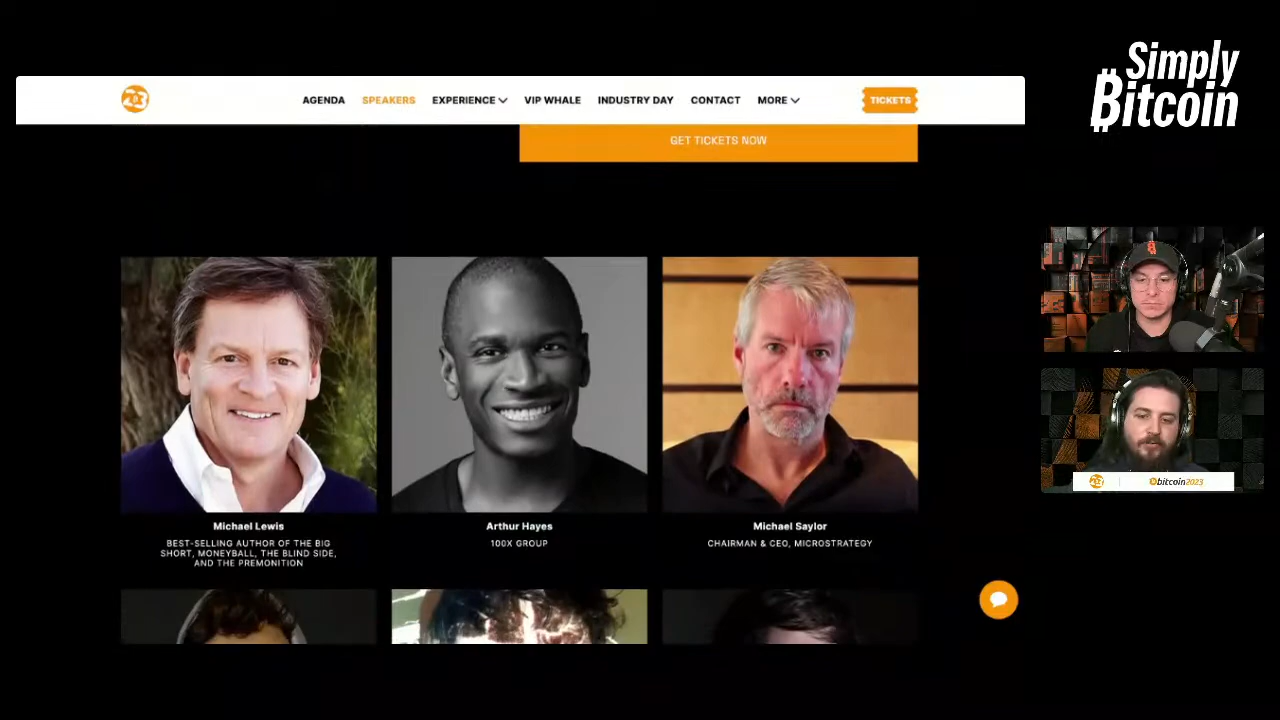 Simply
Bitcoin
23
AGENDA SPEAKERS EXPERIENCE VIP WHALE INDUSTRY DAY CONTACT MORE TICKETS
GET TICKETS NOW
Michael Lewis
BEST-SELLING AUTHOR OF THE BIG
SHORT, MONEYBALL, THE BLIND SIDE,
AND THE PREMONITION
Arthur Hayes
100X GROUP
Michael Saylor
CHAIRMAN & CEO, MICROSTRATEGY
23 bitcoin2023